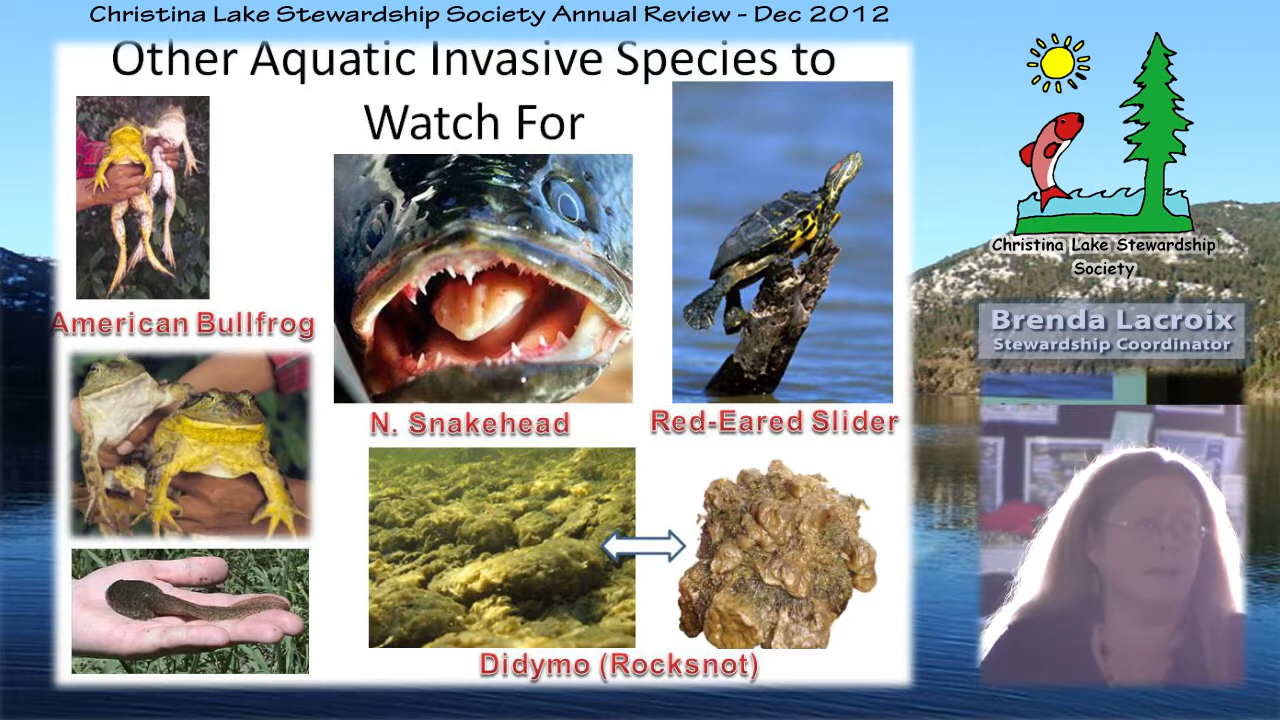 Christina Lake Stewardship Society Annual Review - Dec 2012
Other Aquatic Invasive Species to
Watch For
American Bullfrog
N. Snakehead
Red-Eared Slider
Didymo (Rocksnot)
Christina Lake Stewardship
Society
Brenda Lacroix
Stewardship Coordinator